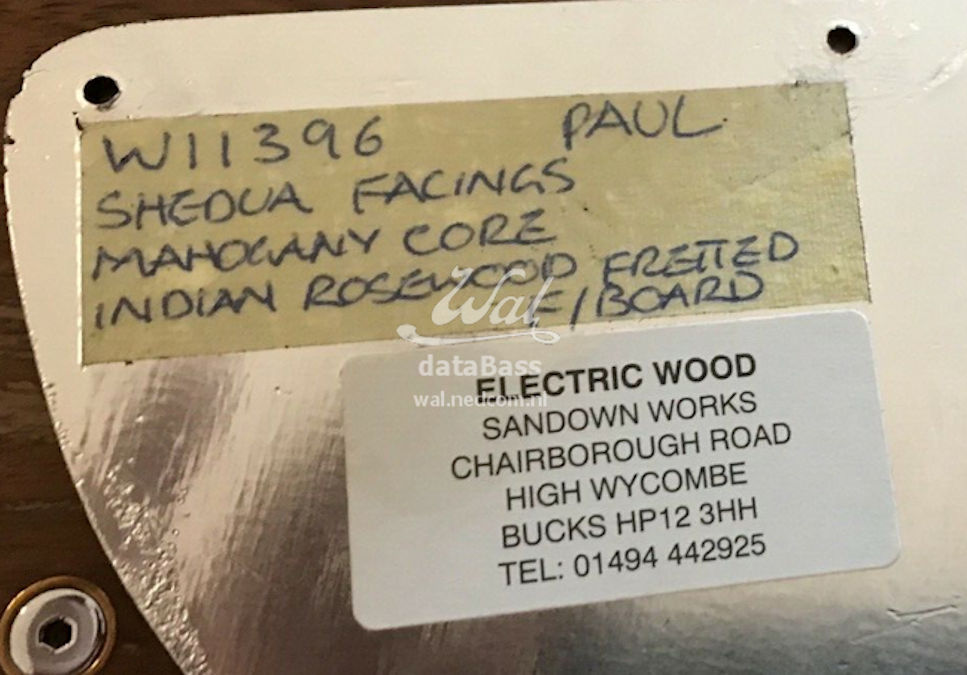 W11396 PAUL
SHEDUA FACINGS
MAHOGANY CORE
INDIAN ROSEWOOD FRETTED
F/BOARD
Wal
dataBass
wal.nedcom.nl
ELECTRIC WOOD
SANDOWN WORKS
CHAIRBOROUGH ROAD
HIGH WYCOMBE
BUCKS HP12 3HH
TEL: 01494 442925